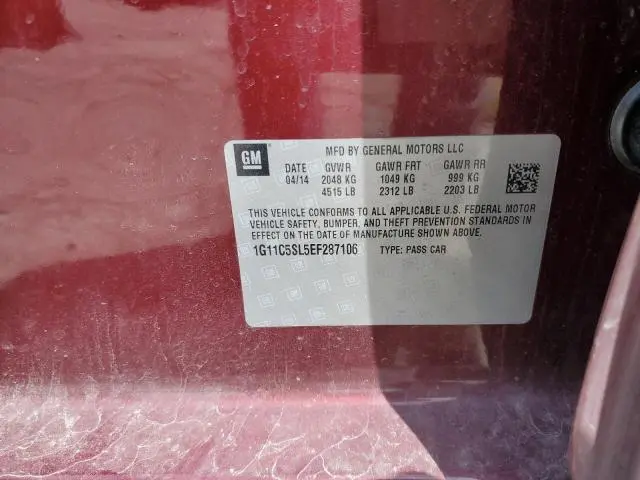 GM MFD BY GENERAL MOTORS LLC
DATE GVWR GAWR FRT GAWR RR
04/14 2048 KG 1049 KG 999 KG
4515 LB 2312 LB 2203 LB
THIS VEHICLE CONFORMS TO ALL APPLICABLE U.S. FEDERAL MOTOR
VEHICLE SAFETY, BUMPER, AND THEFT PREVENTION STANDARDS IN
EFFECT ON THE DATE OF MANUFACTURE SHOWN ABOVE.
1G11C5SL5EF287106 TYPE: PASS CAR